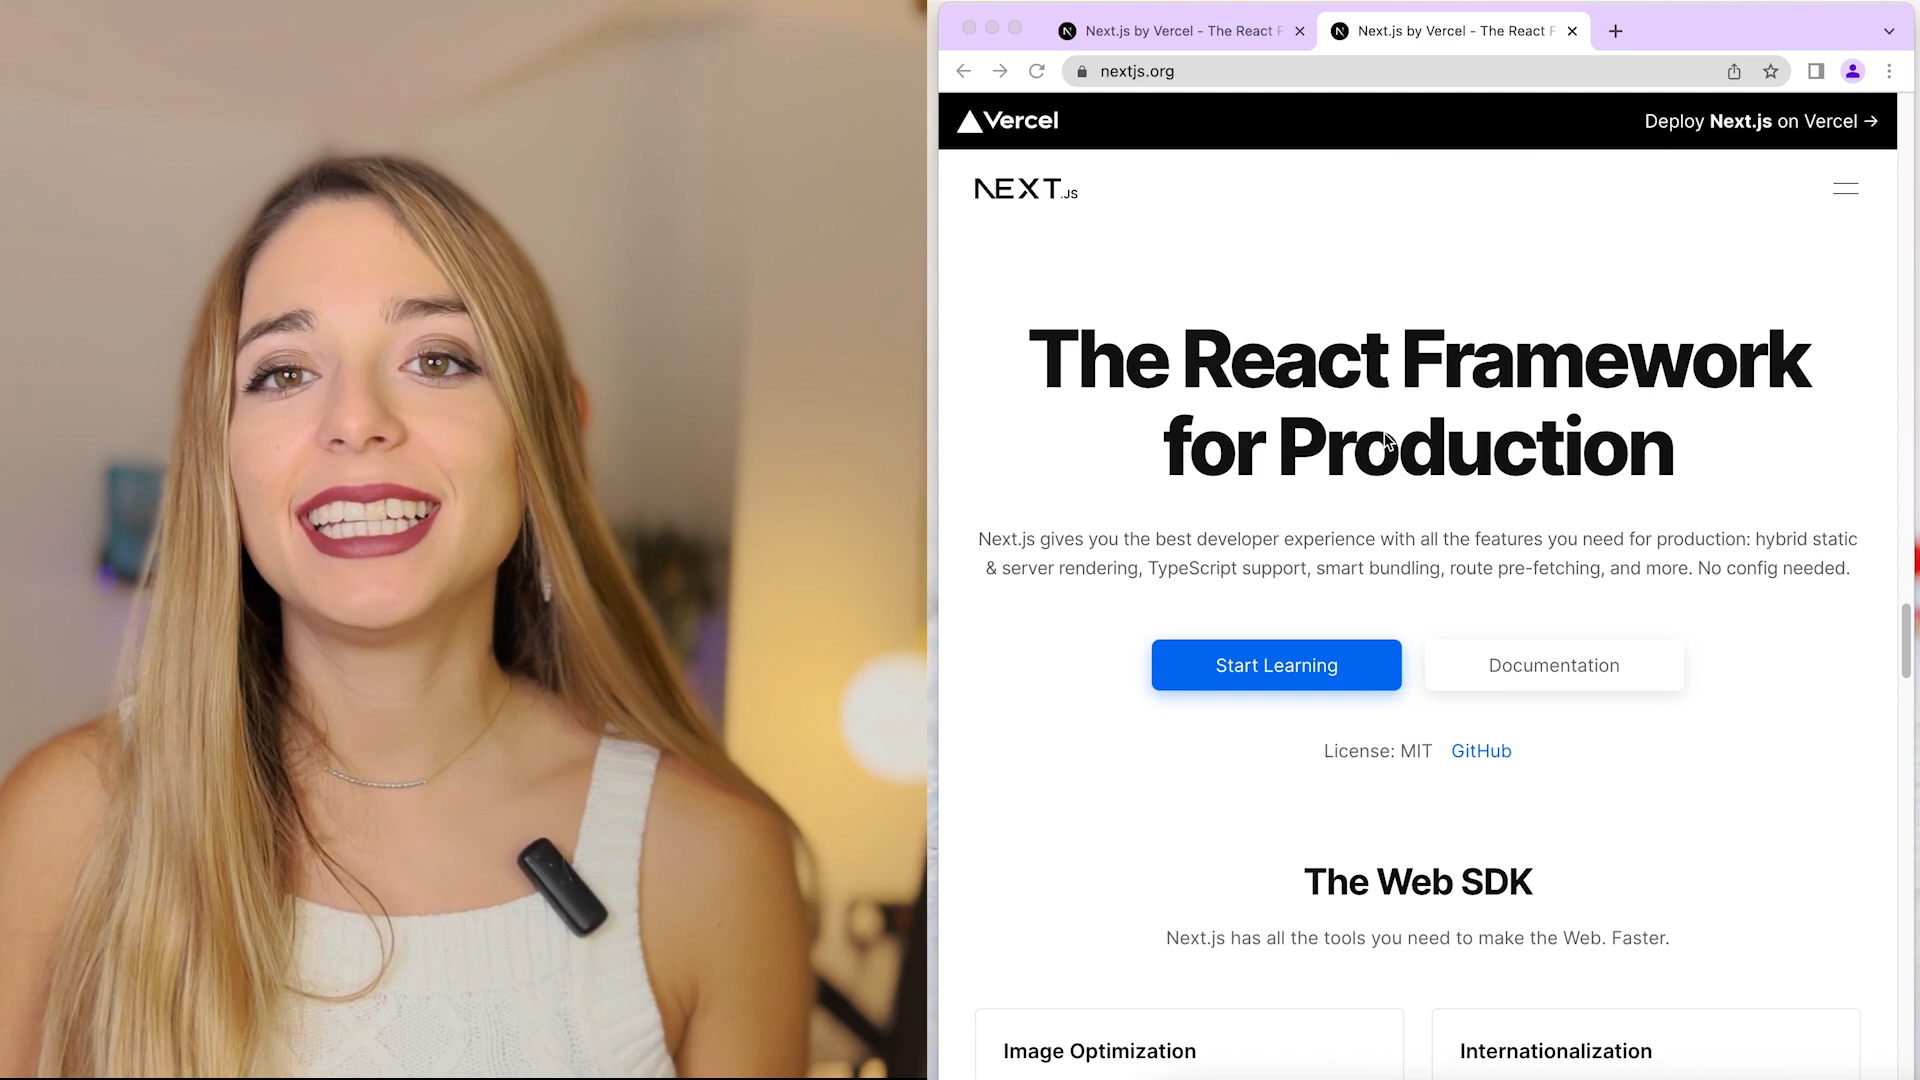 Next.js by Vercel - The React F
Next.js by Vercel - The React F
nextjs.org
Vercel
Deploy Next.js on Vercel →
NEXT.JS
The React Framework
for Production
Next.js gives you the best developer experience with all the features you need for production: hybrid static
& server rendering, TypeScript support, smart bundling, route pre-fetching, and more. No config needed.
Start Learning
Documentation
License: MIT GitHub
The Web SDK
Next.js has all the tools you need to make the Web. Faster.
Image Optimization
Internationalization